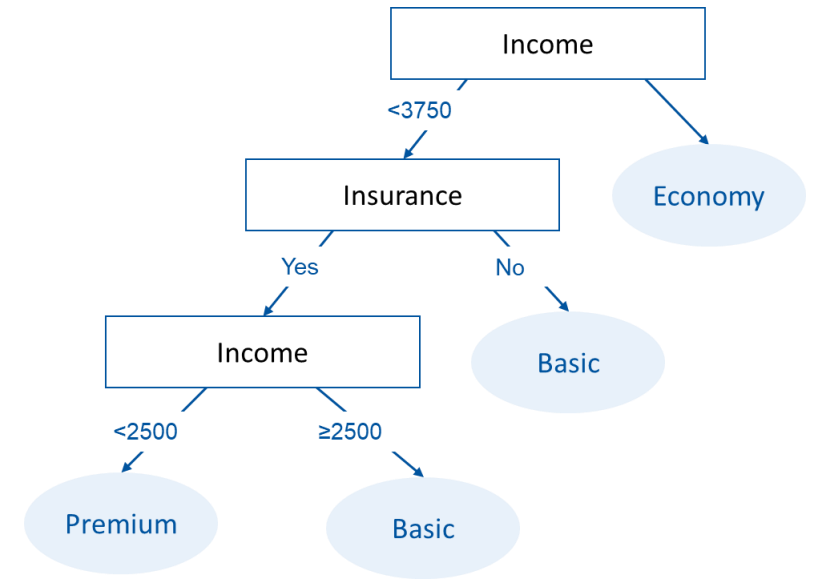 Income
<3750
Insurance
Economy
Yes
No
Income
Basic
<2500
≥2500
Premium
Basic